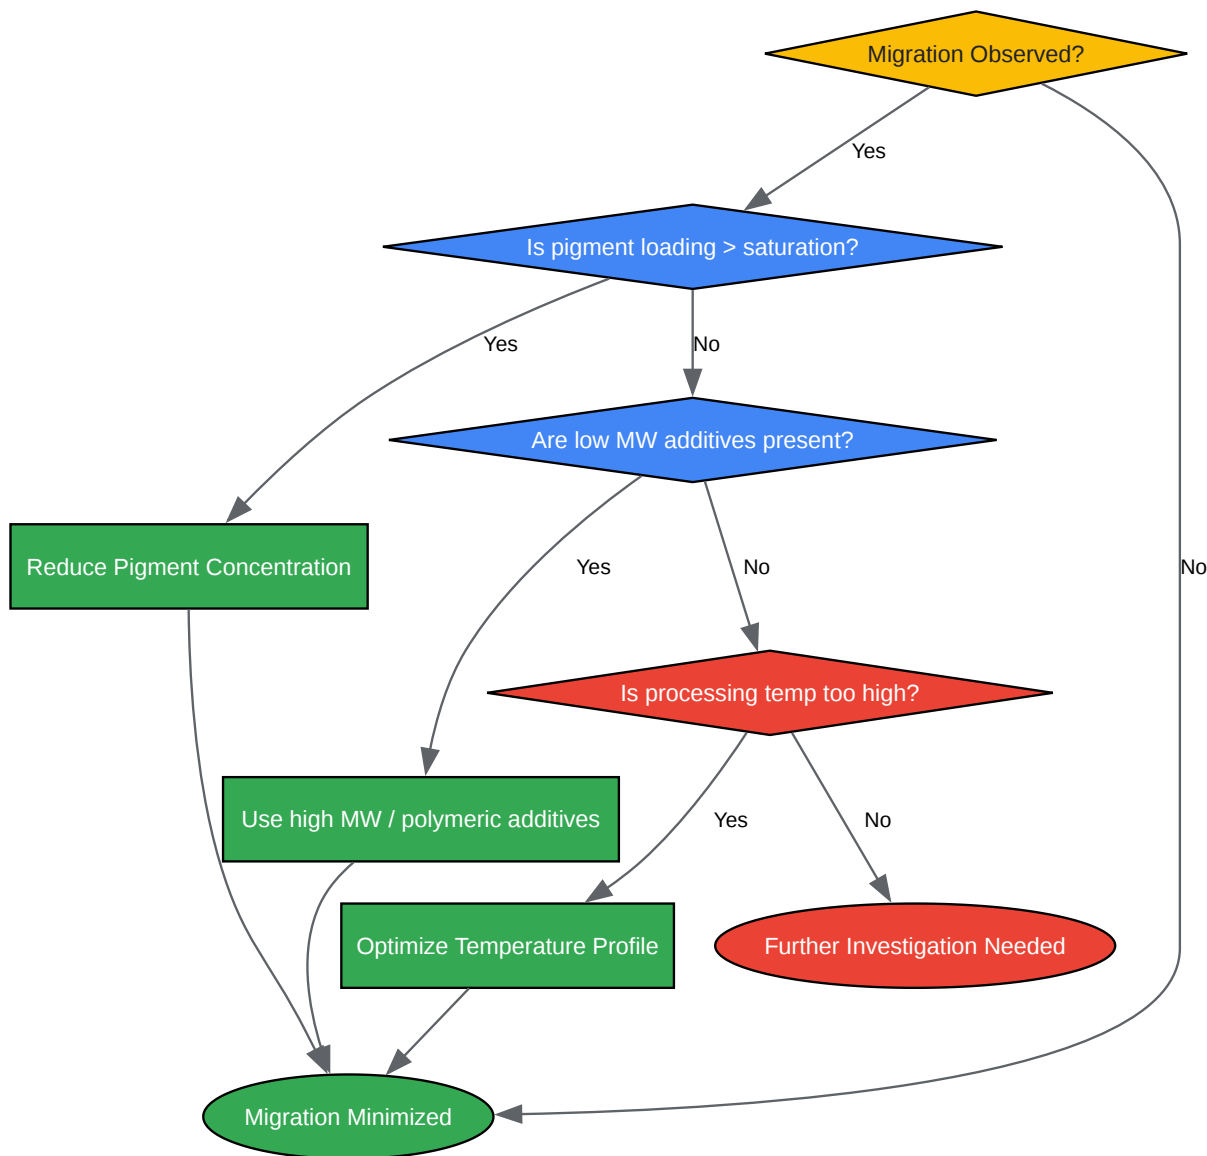 Migration Observed?
Yes
Is pigment loading > saturation?
Yes
No
Are low MW additives present?
Reduce Pigment Concentration
Yes
No
No
Is processing temp too high?
Use high MW / polymeric additives
Yes
No
Optimize Temperature Profile
Further Investigation Needed
Migration Minimized